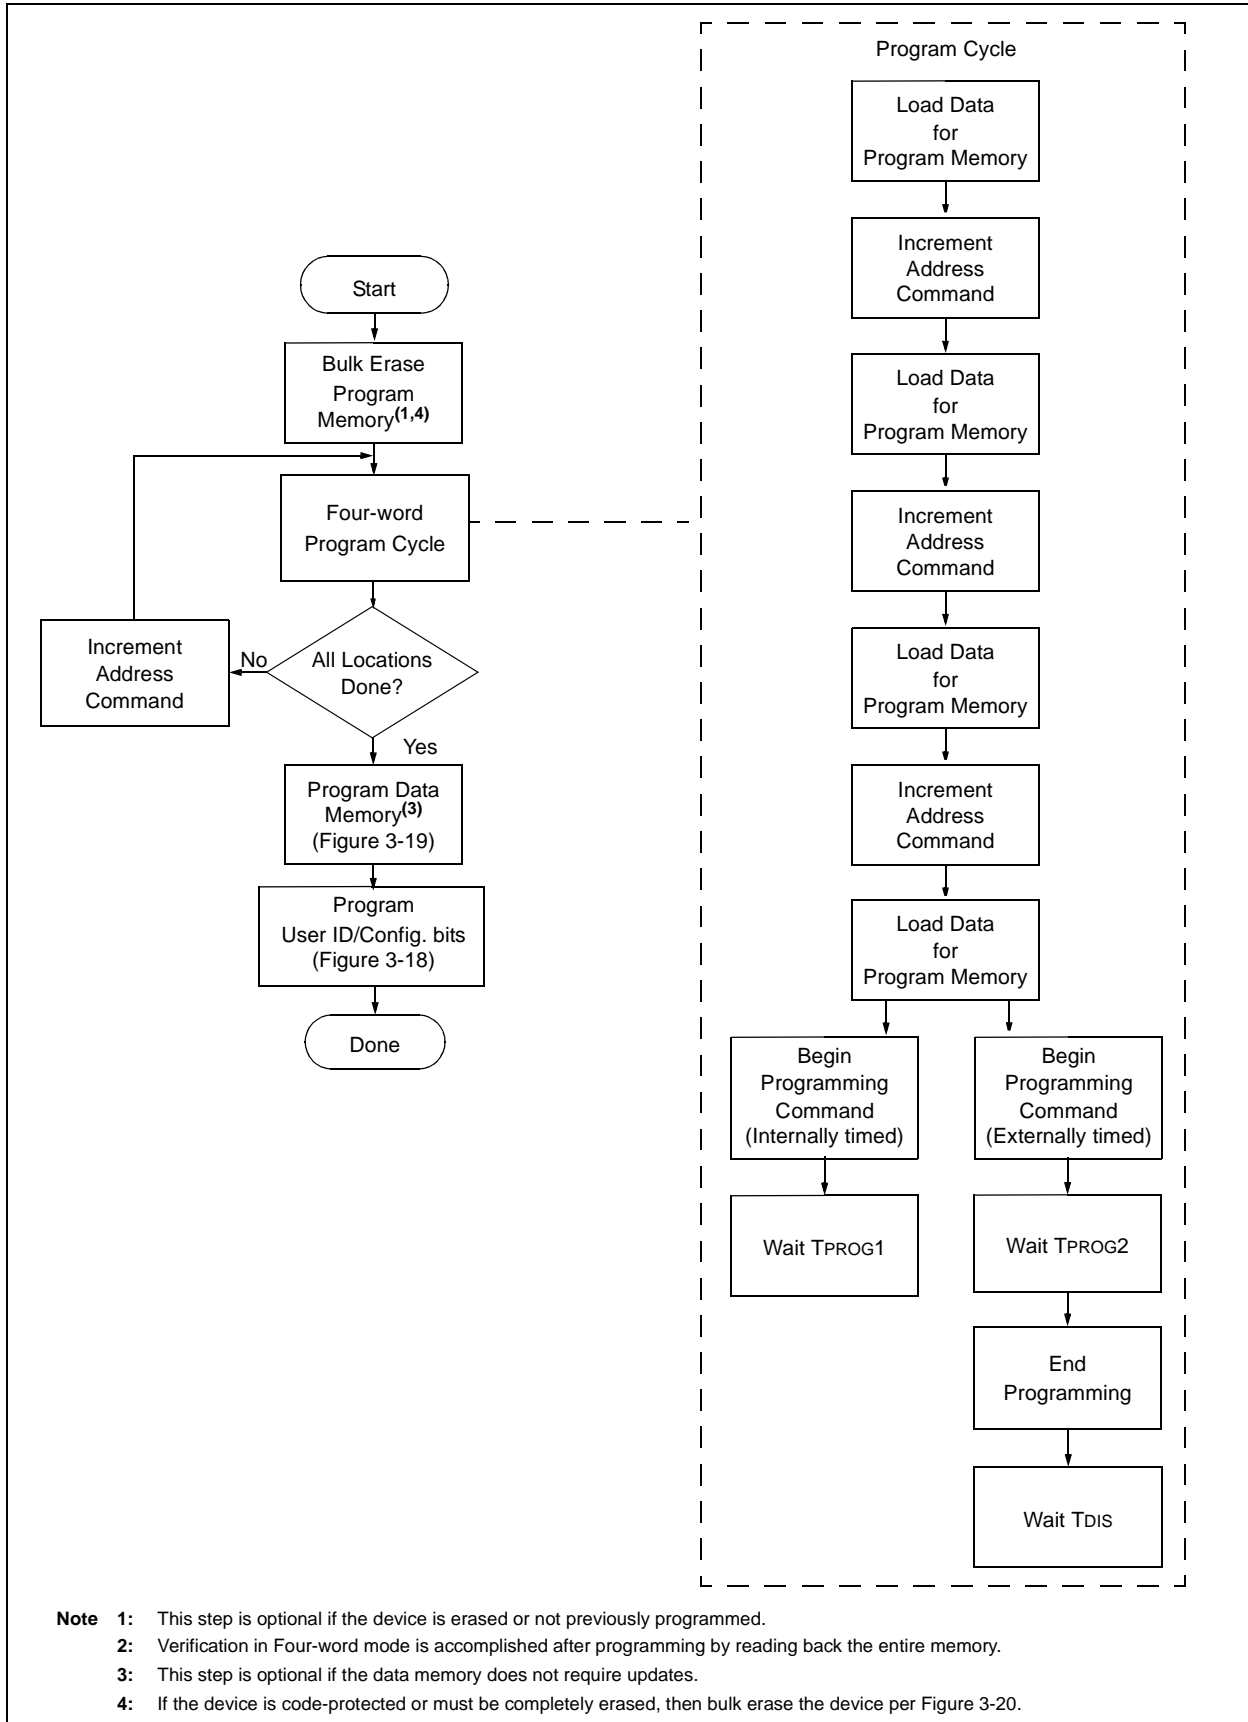 Start
Bulk Erase
Program
Memory(1,4)
Four-word
Program Cycle
All Locations
Done?
No
Increment
Address
Command
Yes
Program Data
Memory(3)
(Figure 3-19)
Program
User ID/Config. bits
(Figure 3-18)
Done
Program Cycle
Load Data
for
Program Memory
Increment
Address
Command
Load Data
for
Program Memory
Increment
Address
Command
Load Data
for
Program Memory
Increment
Address
Command
Load Data
for
Program Memory
Begin
Programming
Command
(Internally timed)
Wait TPROG1
Begin
Programming
Command
(Externally timed)
Wait TPROG2
End
Programming
Wait TDIS
Note 1: This step is optional if the device is erased or not previously programmed.
2: Verification in Four-word mode is accomplished after programming by reading back the entire memory.
3: This step is optional if the data memory does not require updates.
4: If the device is code-protected or must be completely erased, then bulk erase the device per Figure 3-20.